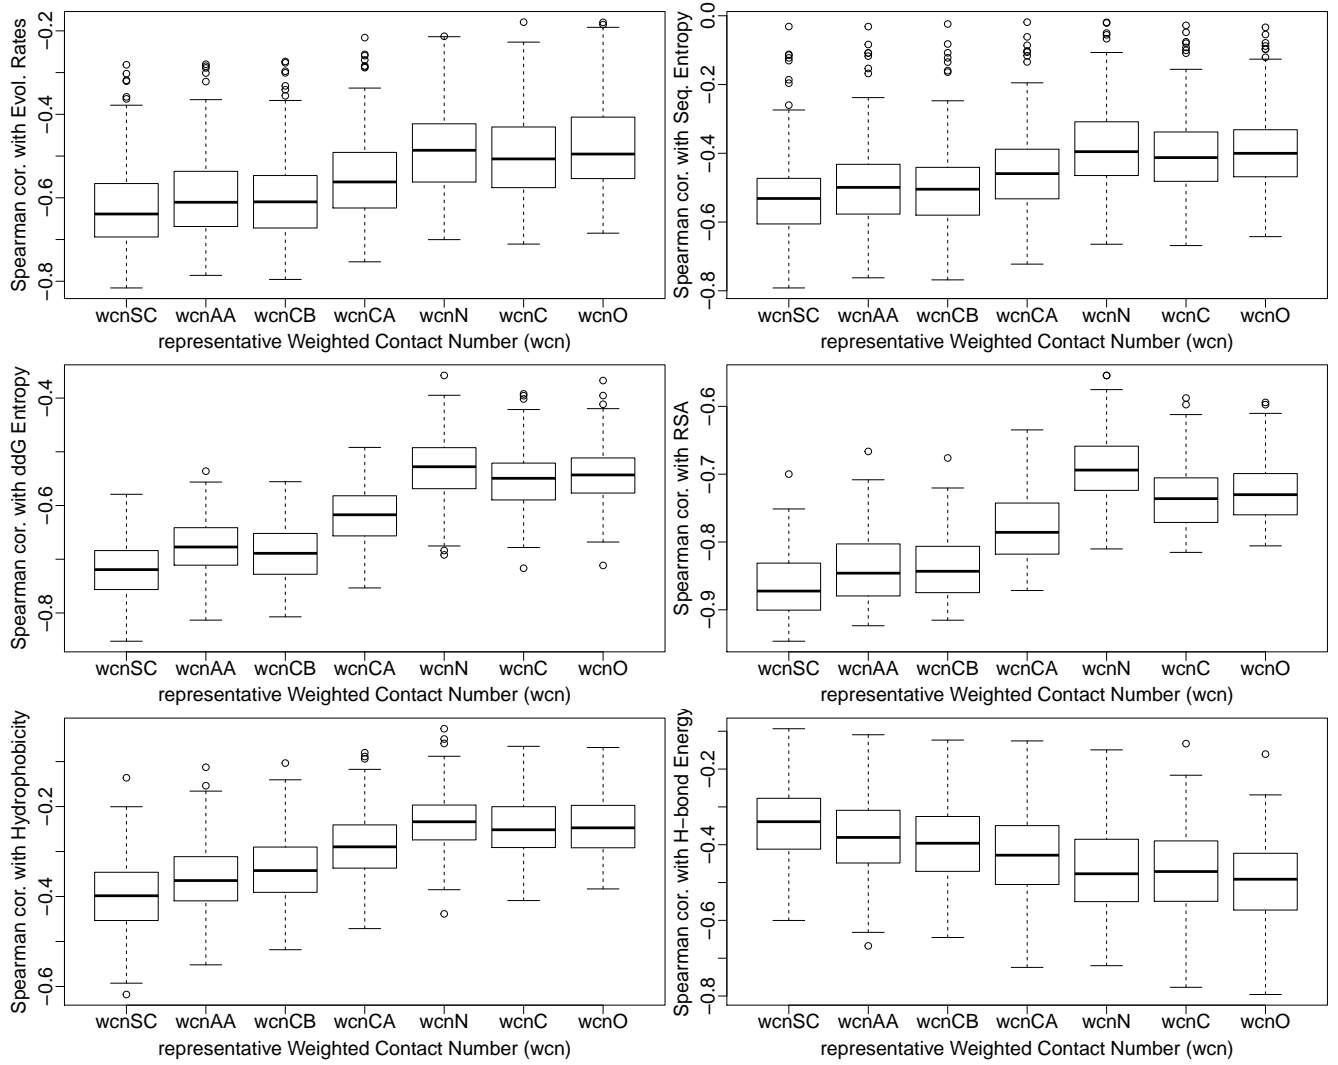 Spearman cor. with Evol. Rates
−0.2
−0.4
−0.6
−0.8
wcnSC wcnAA wcnCB wcnCA wcnN wcnC wcnO
representative Weighted Contact Number (wcn)
Spearman cor. with Seq. Entropy
0.0
−0.2
−0.4
−0.6
−0.8
wcnSC wcnAA wcnCB wcnCA wcnN wcnC wcnO
representative Weighted Contact Number (wcn)
Spearman cor. with ddG Entropy
−0.4
−0.6
−0.8
wcnSC wcnAA wcnCB wcnCA wcnN wcnC wcnO
representative Weighted Contact Number (wcn)
Spearman cor. with RSA
−0.6
−0.7
−0.8
−0.9
wcnSC wcnAA wcnCB wcnCA wcnN wcnC wcnO
representative Weighted Contact Number (wcn)
Spearman cor. with Hydrophobicity
−0.2
−0.4
−0.6
wcnSC wcnAA wcnCB wcnCA wcnN wcnC wcnO
representative Weighted Contact Number (wcn)
Spearman cor. with H−bond Energy
−0.2
−0.4
−0.6
−0.8
wcnSC wcnAA wcnCB wcnCA wcnN wcnC wcnO
representative Weighted Contact Number (wcn)